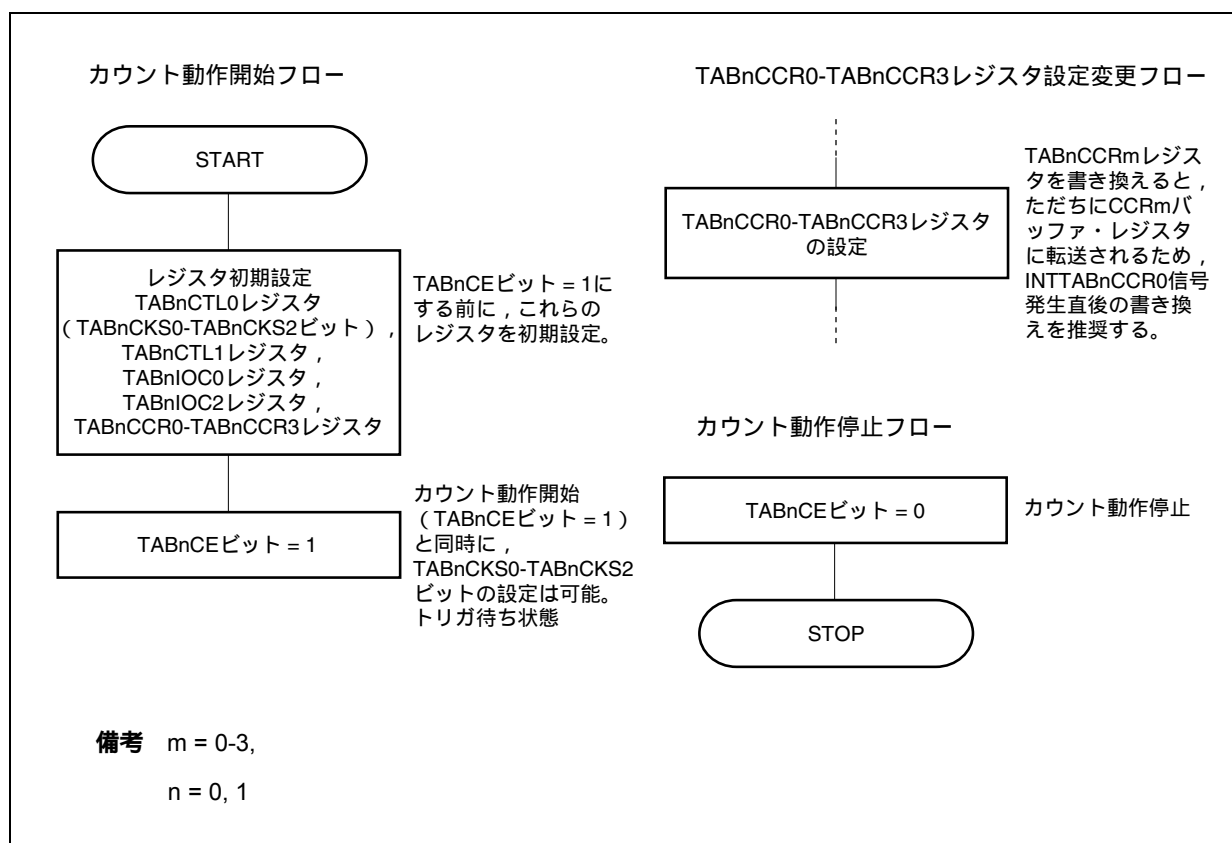 カウント動作開始フロー
START
レジスタ初期設定
TABnCTL0レジスタ
（TABnCKS0-TABnCKS2ビット），
TABnCTL1レジスタ，
TABnIOC0レジスタ，
TABnIOC2レジスタ，
TABnCCR0-TABnCCR3レジスタ
TABnCEビット = 1に
する前に，これらの
レジスタを初期設定。
TABnCEビット = 1
カウント動作開始
（TABnCEビット = 1）
と同時に，
TABnCKS0-TABnCKS2
ビットの設定は可能。
トリガ待ち状態
TABnCCR0-TABnCCR3レジスタ設定変更フロー
TABnCCR0-TABnCCR3レジスタ
の設定
TABnCCRmレジス
タを書き換えると，
ただちにCCRmバ
ッファ・レジスタ
に転送されるため，
INTTABnCCR0信号
発生直後の書き換
えを推奨する。
カウント動作停止フロー
TABnCEビット = 0
カウント動作停止
STOP
備考 m = 0-3,
n = 0, 1